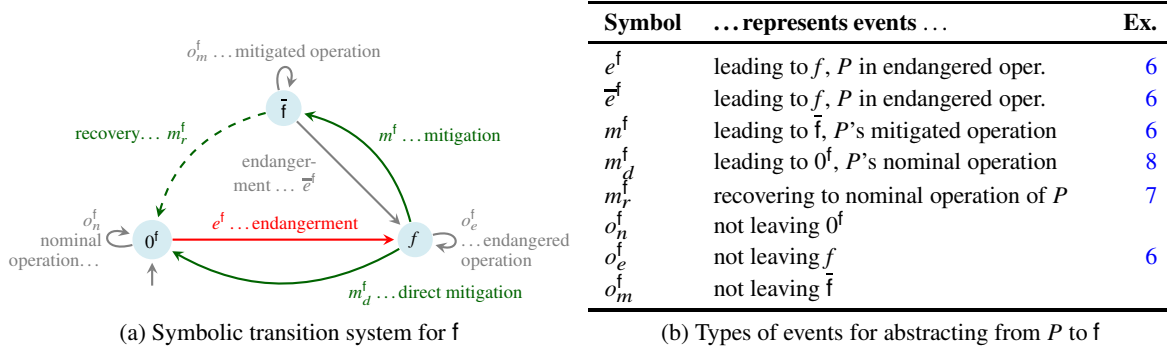 o_m^f … mitigated operation
f̄
recovery… m_r^f
m^f … mitigation
endanger-
ment … e̅^f
o_n^f
nominal
operation…
0^f
e^f … endangerment
f
o_e^f
… endangered
operation
m_d^f … direct mitigation
(a) Symbolic transition system for f
Symbol …represents events … Ex.
e^f leading to f, P in endangered oper. 6
e̅^f leading to f, P in endangered oper. 6
m^f leading to f̄, P's mitigated operation 6
m_d^f leading to 0^f, P's nominal operation 8
m_r^f recovering to nominal operation of P 7
o_n^f not leaving 0^f
o_e^f not leaving f 6
o_m^f not leaving f̄
(b) Types of events for abstracting from P to f